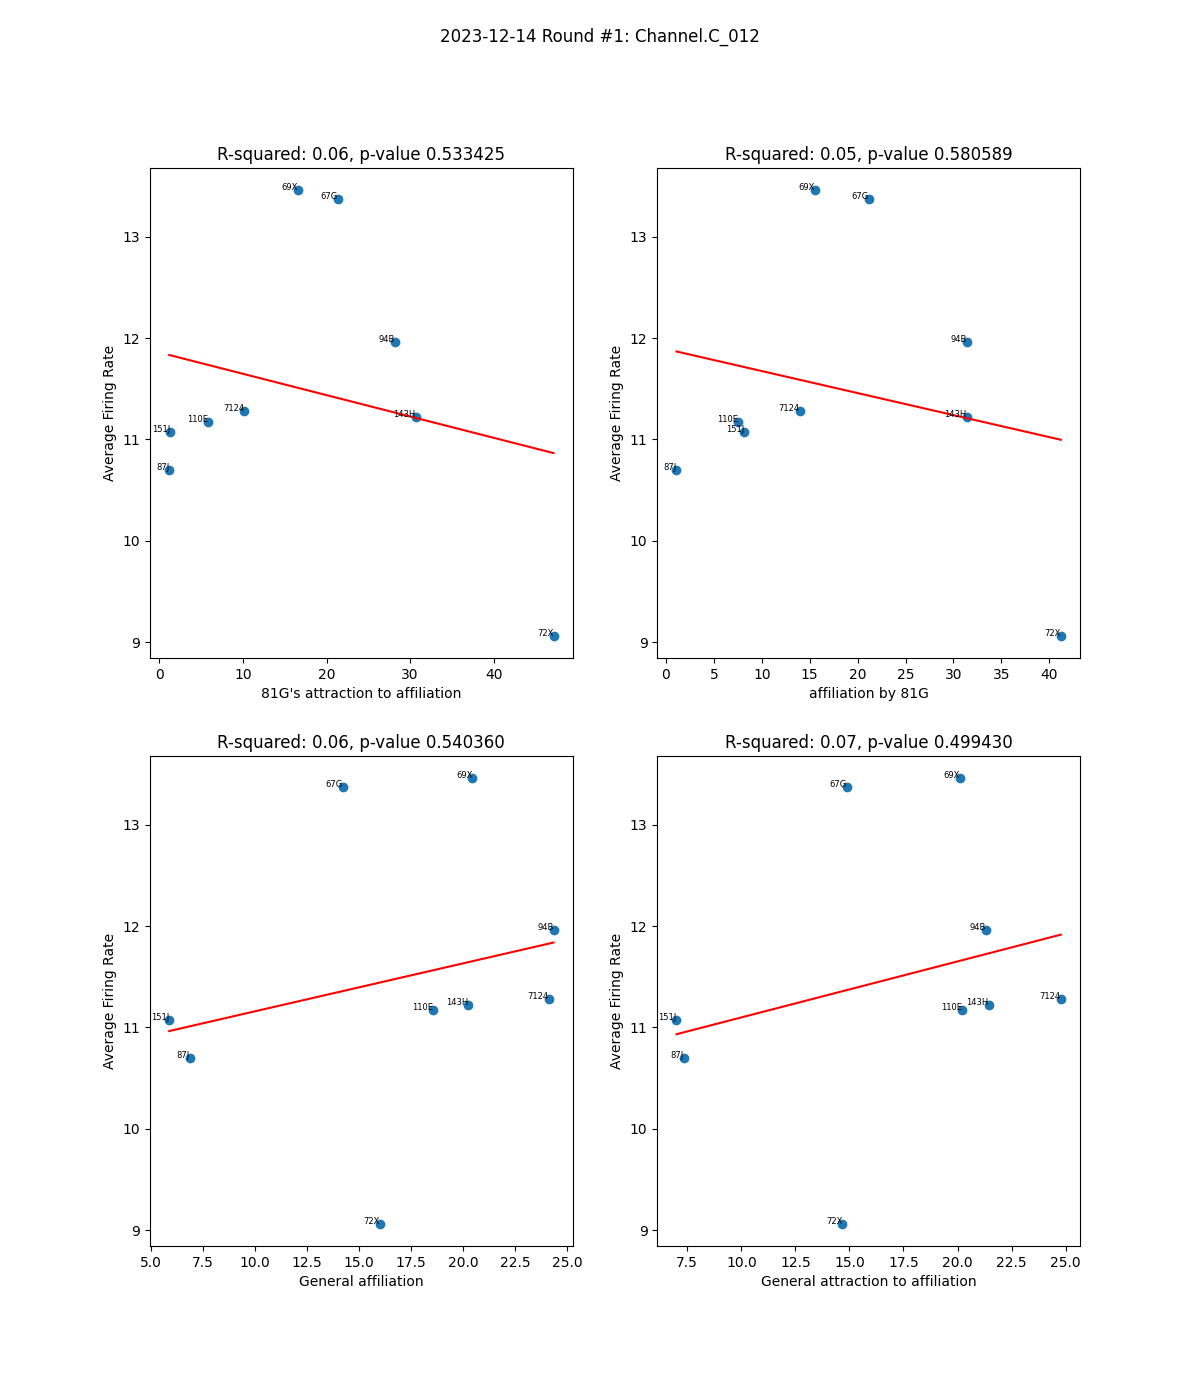 2023-12-14 Round #1: Channel.C_012
R-squared: 0.06, p-value 0.533425
Average Firing Rate
13
12
11
10
9
69X
67G
94B
143H
7124
110E
151J
87J
72X
0 10 20 30 40
81G's attraction to affiliation
R-squared: 0.05, p-value 0.580589
Average Firing Rate
13
12
11
10
9
69X
67G
94B
143H
7124
110E
151J
87J
72X
0 5 10 15 20 25 30 35 40
affiliation by 81G
R-squared: 0.06, p-value 0.540360
Average Firing Rate
13
12
11
10
9
69X
67G
94B
7124
143H
110E
151J
87J
72X
5.0 7.5 10.0 12.5 15.0 17.5 20.0 22.5 25.0
General affiliation
R-squared: 0.07, p-value 0.499430
Average Firing Rate
13
12
11
10
9
69X
67G
94B
7124
143H
110E
151J
87J
72X
7.5 10.0 12.5 15.0 17.5 20.0 22.5 25.0
General attraction to affiliation